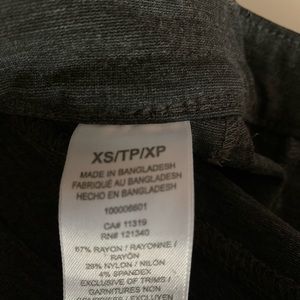 XS/TP/XP
MADE IN BANGLADESH
FABRIQUÉ AU BANGLADESH
HECHO EN BANGLADESH
100006601
CA# 11319
RN# 121340
67% RAYON / RAYONNE /
RAYÓN
29% NYLON / NILÓN
4% SPANDEX
EXCLUSIVE OF TRIMS /
GARNITURES NON